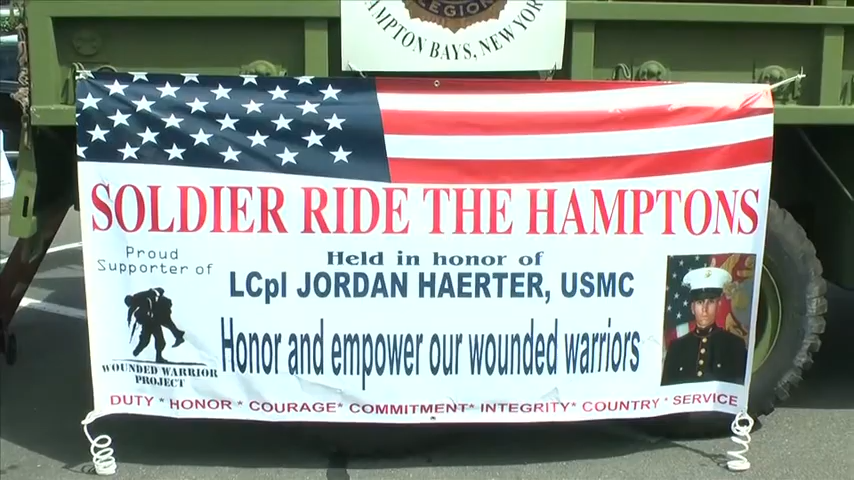 LEGION
HAMPTON BAYS, NEW YORK
SOLDIER RIDE THE HAMPTONS
Proud
Supporter of
Held in honor of
LCpl JORDAN HAERTER, USMC
Honor and empower our wounded warriors
WOUNDED WARRIOR
PROJECT
DUTY * HONOR * COURAGE* COMMITMENT* INTEGRITY* COUNTRY * SERVICE